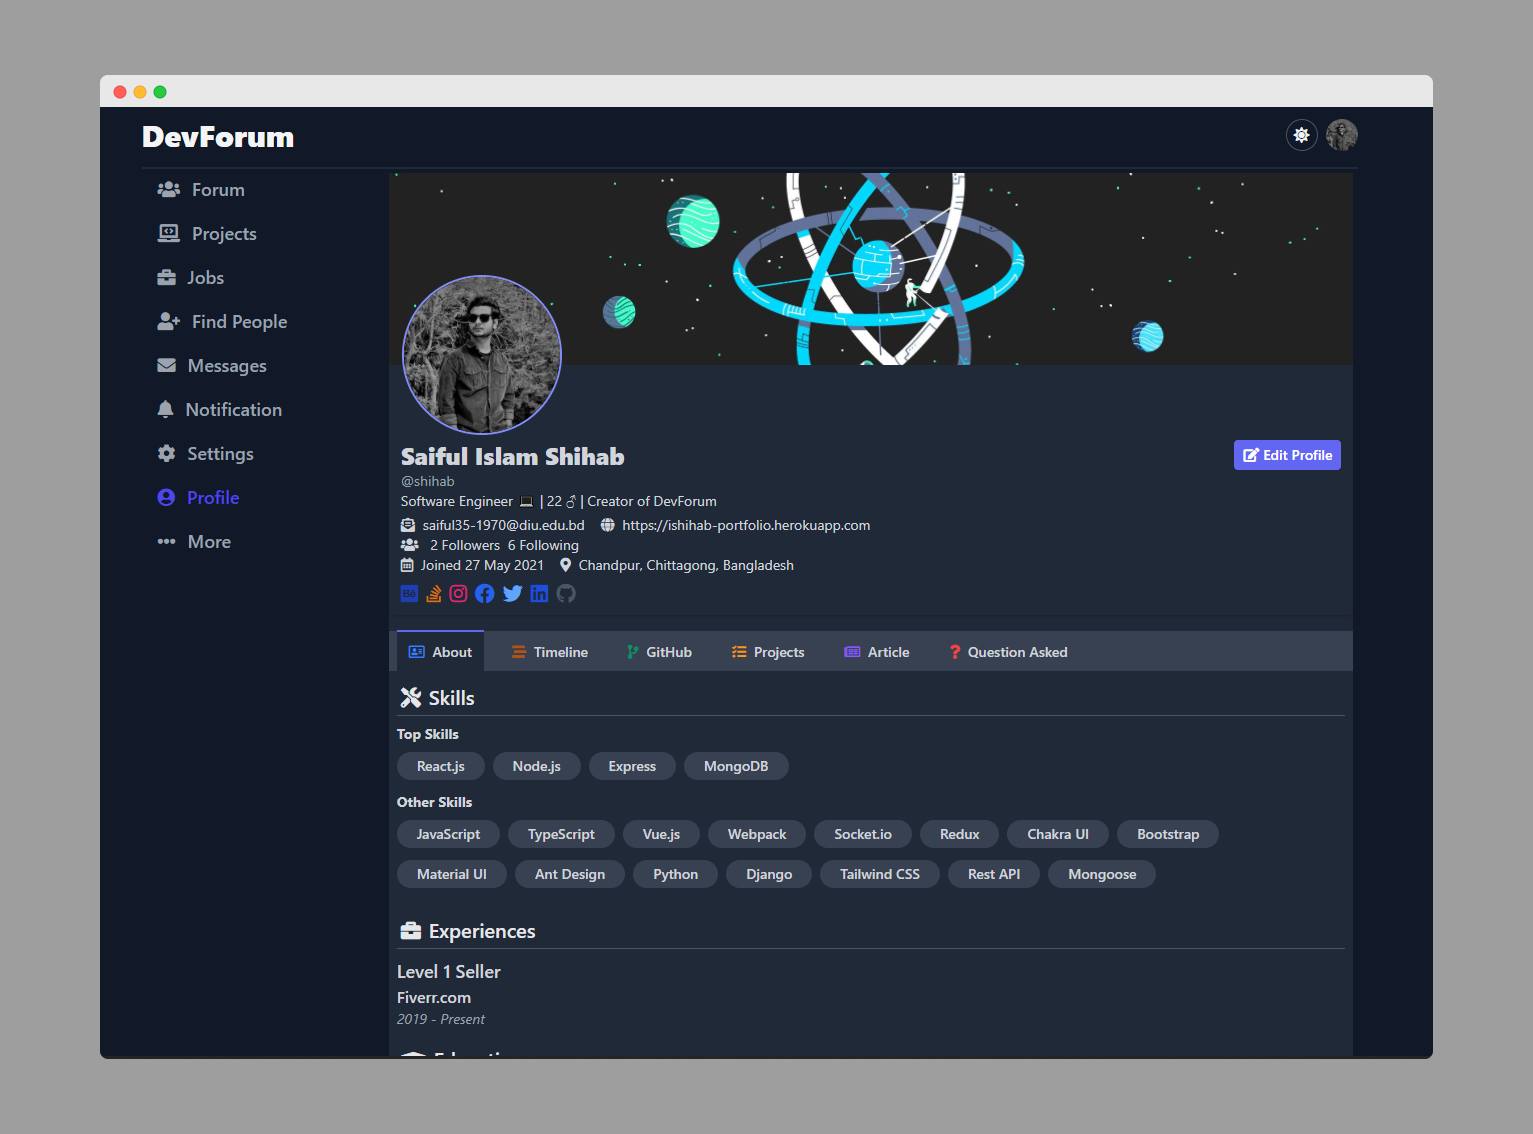 DevForum
Forum
Projects
Jobs
Find People
Messages
Notification
Settings
Profile
More
Saiful Islam Shihab
Edit Profile
@shihab
Software Engineer 💻 | 22 ♂ | Creator of DevForum
saiful35-1970@diu.edu.bd https://ishihab-portfolio.herokuapp.com
2 Followers 6 Following
Joined 27 May 2021 Chandpur, Chittagong, Bangladesh
Bē
About Timeline GitHub Projects Article Question Asked
Skills
Top Skills
React.js Node.js Express MongoDB
Other Skills
JavaScript TypeScript Vue.js Webpack Socket.io Redux Chakra UI Bootstrap
Material UI Ant Design Python Django Tailwind CSS Rest API Mongoose
Experiences
Level 1 Seller
Fiverr.com
2019 - Present